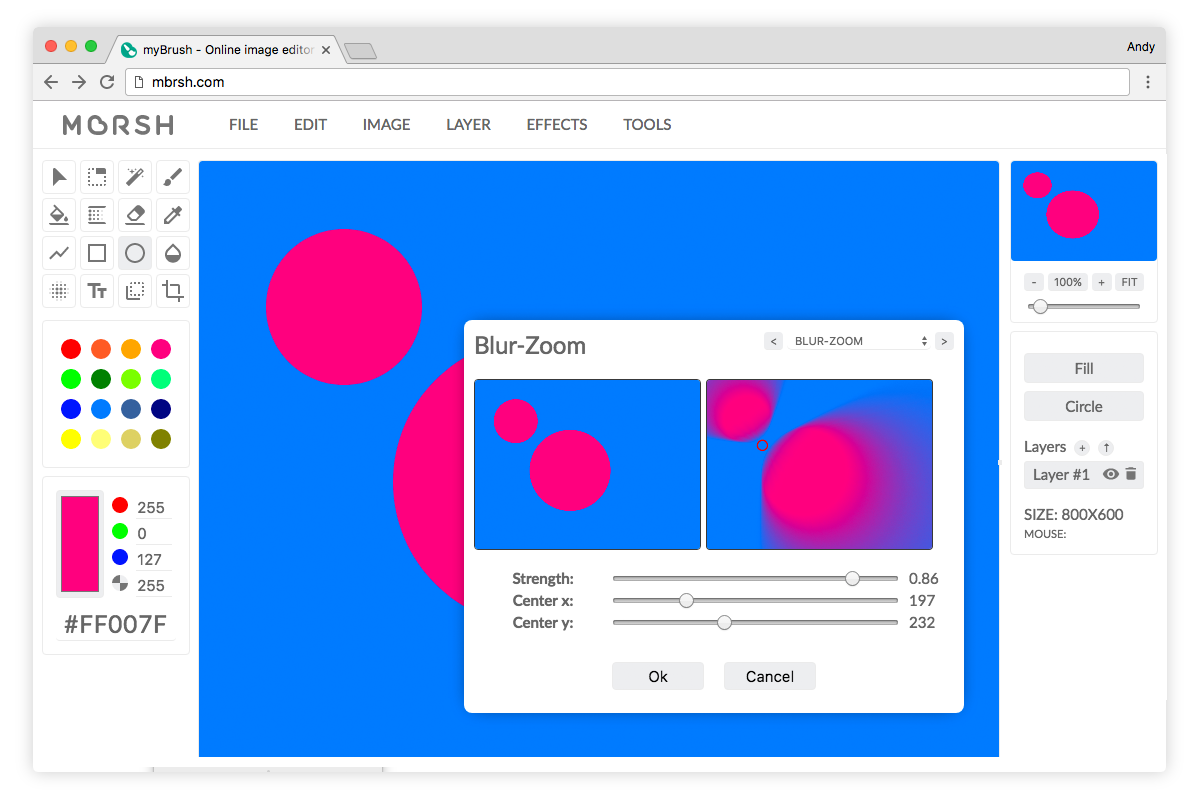 myBrush - Online image editor
Andy
mbrsh.com
MBRSH
FILE EDIT IMAGE LAYER EFFECTS TOOLS
TT
255
0
127
255
#FF007F
Blur-Zoom
< BLUR-ZOOM >
Strength: 0.86
Center x: 197
Center y: 232
Ok Cancel
- 100% + FIT
Fill
Circle
Layers + ↑
Layer #1
SIZE: 800X600
MOUSE: